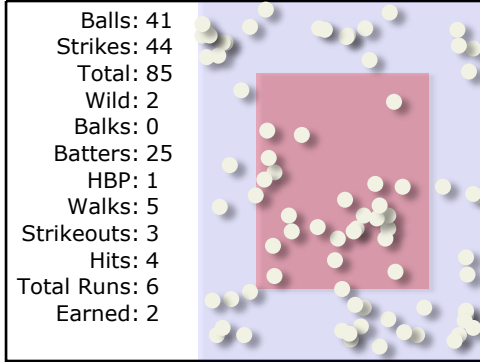 Balls: 41
Strikes: 44
Total: 85
Wild: 2
Balks: 0
Batters: 25
HBP: 1
Walks: 5
Strikeouts: 3
Hits: 4
Total Runs: 6
Earned: 2